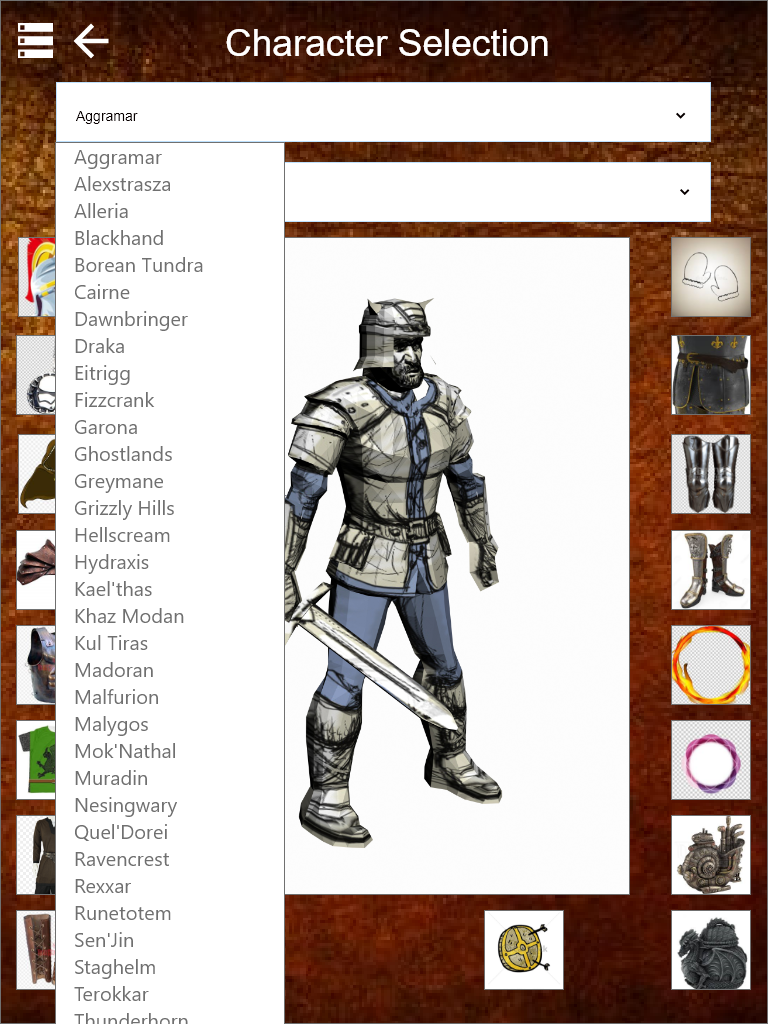 Character Selection
Aggramar
Aggramar
Alexstrasza
Alleria
Blackhand
Borean Tundra
Cairne
Dawnbringer
Draka
Eitrigg
Fizzcrank
Garona
Ghostlands
Greymane
Grizzly Hills
Hellscream
Hydraxis
Kael'thas
Khaz Modan
Kul Tiras
Madoran
Malfurion
Malygos
Mok'Nathal
Muradin
Nesingwary
Quel'Dorei
Ravencrest
Rexxar
Runetotem
Sen'Jin
Staghelm
Terokkar
Thunderhorn